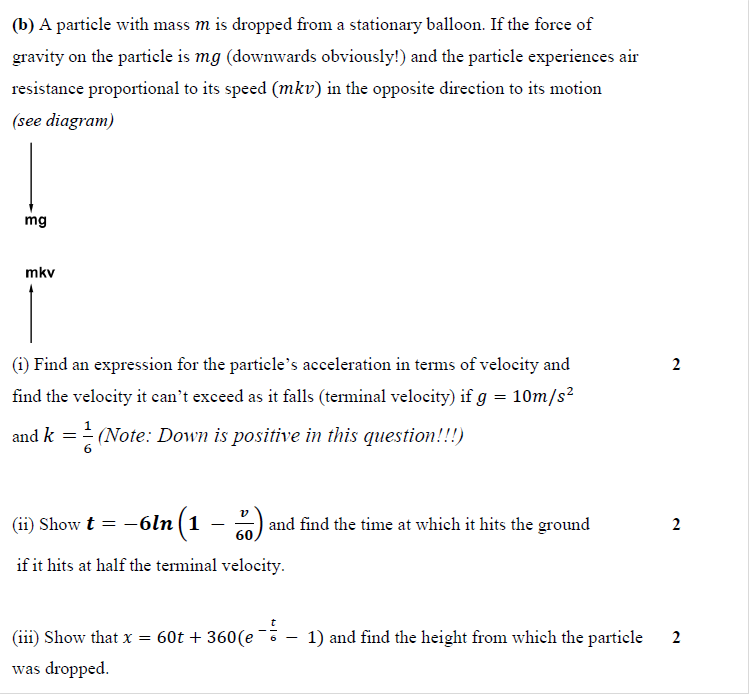 (b) A particle with mass m is dropped from a stationary balloon. If the force of
gravity on the particle is mg (downwards obviously!) and the particle experiences air
resistance proportional to its speed (mkv) in the opposite direction to its motion
(see diagram)
mg
mkv
(i) Find an expression for the particle's acceleration in terms of velocity and 2
find the velocity it can't exceed as it falls (terminal velocity) if g = 10m/s²
and k = 1/6 (Note: Down is positive in this question!!!)
(ii) Show t = −6ln(1 − v/60) and find the time at which it hits the ground 2
if it hits at half the terminal velocity.
(iii) Show that x = 60t + 360(e^(−t/6) − 1) and find the height from which the particle 2
was dropped.